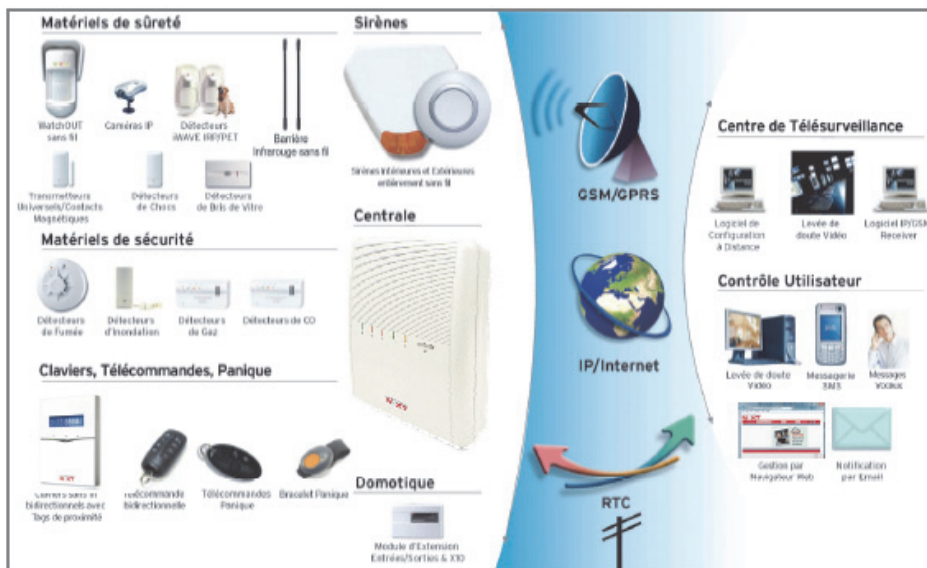 Matériels de sûreté
WatchOUT
sans fil
Caméras IP
Détecteurs
iWAVE IRP/PET
Barrière
Infrarouge sans fil
Transmetteurs
Universels/Contacts
Magnétiques
Détecteurs
de Chocs
Détecteurs
de Bris de Vitre
Matériels de sécurité
Détecteurs
de Fumée
Détecteurs
d'Inondation
Détecteurs
de Gaz
Détecteurs de CO
Claviers, Télécommandes, Panique
Claviers sans fil
bidirectionnels avec
Tags de proximité
Télécommande
bidirectionnelle
Télécommandes
Panique
Bracelet Panique
Sirènes
Sirènes Intérieures et Extérieures
entièrement sans fil
Centrale
Domotique
Module d'Extension
Entrées/Sorties & X10
GSM/GPRS
IP/Internet
RTC
Centre de Télésurveillance
Logiciel de
Configuration
à Distance
Levée de
doute Vidéo
Logiciel IP/GSM
Receiver
Contrôle Utilisateur
Levée de doute
Vidéo
Messagerie
SMS
Messages
Vocaux
Gestion par
Navigateur Web
Notification
par Email